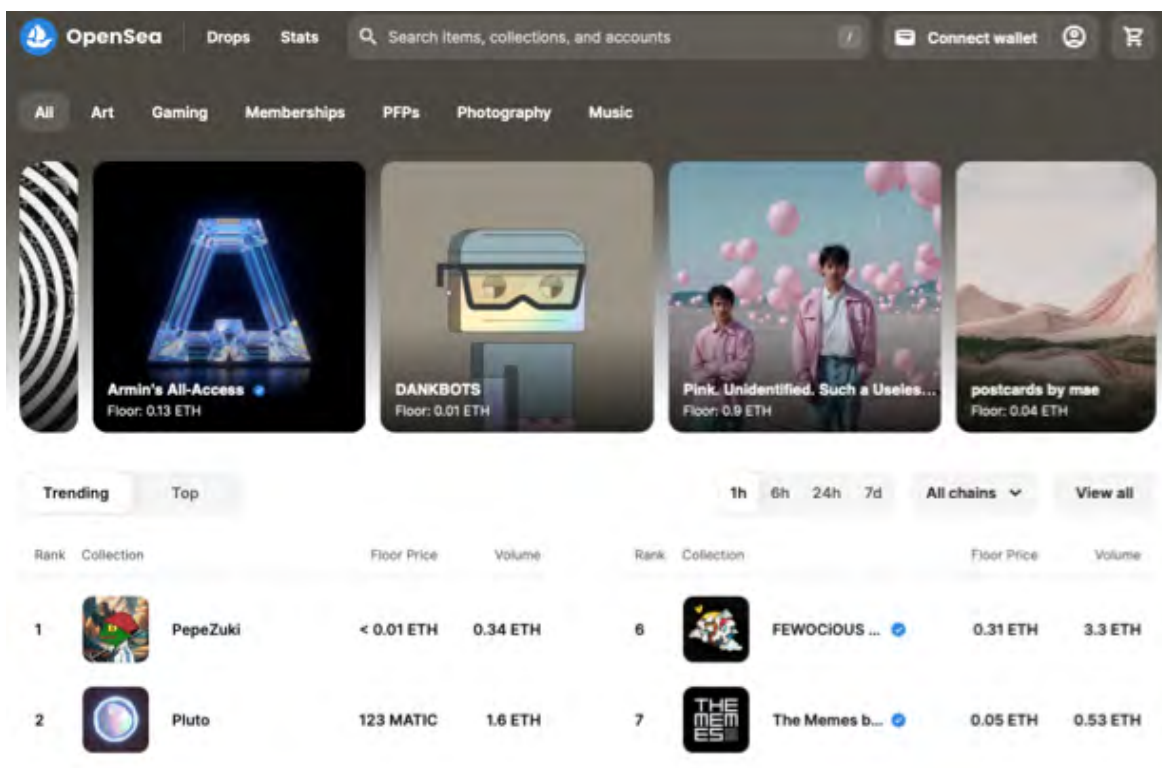 OpenSea Drops Stats Search items, collections, and accounts / Connect wallet
All Art Gaming Memberships PFPs Photography Music
Armin's All-Access
Floor: 0.13 ETH
DANKBOTS
Floor: 0.01 ETH
Pink. Unidentified. Such a Useles...
Floor: 0.9 ETH
postcards by mae
Floor: 0.04 ETH
Trending Top 1h 6h 24h 7d All chains View all
Rank Collection Floor Price Volume Rank Collection Floor Price Volume
1 PepeZuki < 0.01 ETH 0.34 ETH 6 FEWOCiOUS ... 0.31 ETH 3.3 ETH
2 Pluto 123 MATIC 1.6 ETH 7 THE
MEM
ES
The Memes b... 0.05 ETH 0.53 ETH